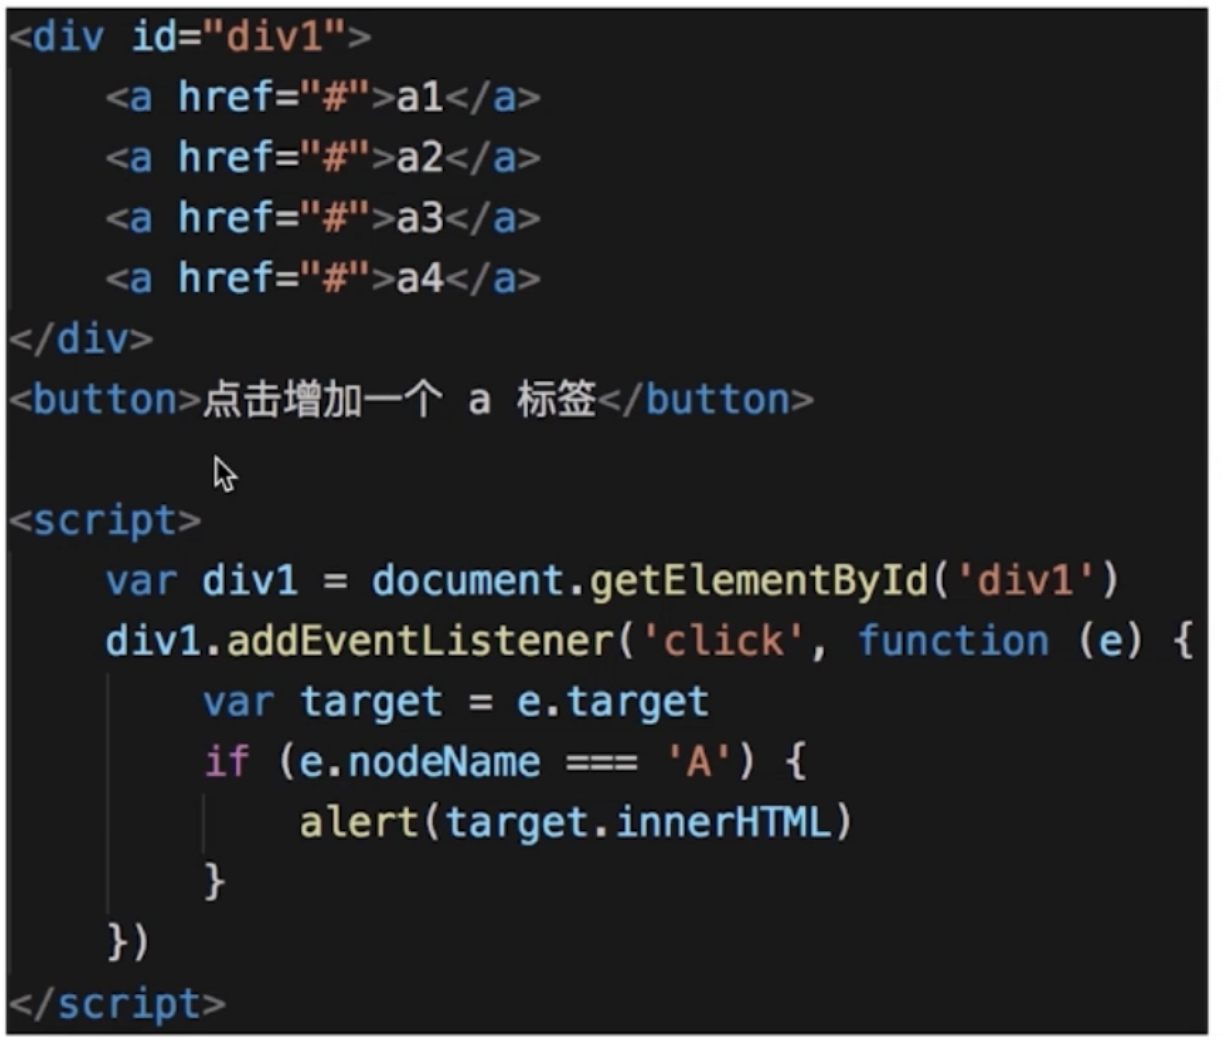 <div id="div1">
    <a href="#">a1</a>
    <a href="#">a2</a>
    <a href="#">a3</a>
    <a href="#">a4</a>
</div>
<button>点击增加一个 a 标签</button>
<script>
    var div1 = document.getElementById('div1')
    div1.addEventListener('click', function (e) {
        var target = e.target
        if (e.nodeName === 'A') {
            alert(target.innerHTML)
        }
    })
</script>